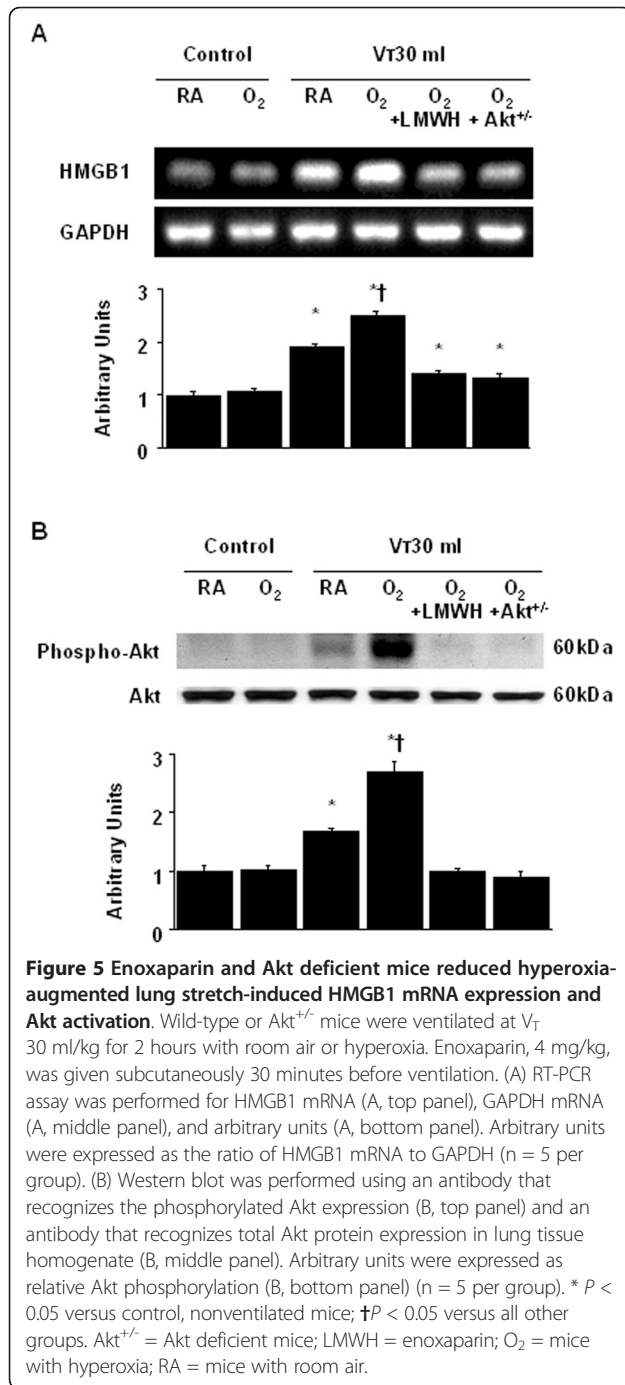 A
Control VT30 ml
RA O₂ RA O₂ O₂ O₂
+LMWH + Akt⁺/⁻
HMGB1
GAPDH
3
*†
* * *
2
Arbitrary Units
1
0
B
Control VT30 ml
RA O₂ RA O₂ O₂ O₂
+LMWH +Akt⁺/⁻
Phospho-Akt 60kDa
Akt 60kDa
*†
3
*
2
Arbitrary Units
1
0
Figure 5 Enoxaparin and Akt deficient mice reduced hyperoxia-
augmented lung stretch-induced HMGB1 mRNA expression and
Akt activation. Wild-type or Akt⁺/⁻ mice were ventilated at V_T
30 ml/kg for 2 hours with room air or hyperoxia. Enoxaparin, 4 mg/kg,
was given subcutaneously 30 minutes before ventilation. (A) RT-PCR
assay was performed for HMGB1 mRNA (A, top panel), GAPDH mRNA
(A, middle panel), and arbitrary units (A, bottom panel). Arbitrary units
were expressed as the ratio of HMGB1 mRNA to GAPDH (n = 5 per
group). (B) Western blot was performed using an antibody that
recognizes the phosphorylated Akt expression (B, top panel) and an
antibody that recognizes total Akt protein expression in lung tissue
homogenate (B, middle panel). Arbitrary units were expressed as
relative Akt phosphorylation (B, bottom panel) (n = 5 per group). * P <
0.05 versus control, nonventilated mice; †P < 0.05 versus all other
groups. Akt⁺/⁻ = Akt deficient mice; LMWH = enoxaparin; O₂ = mice
with hyperoxia; RA = mice with room air.